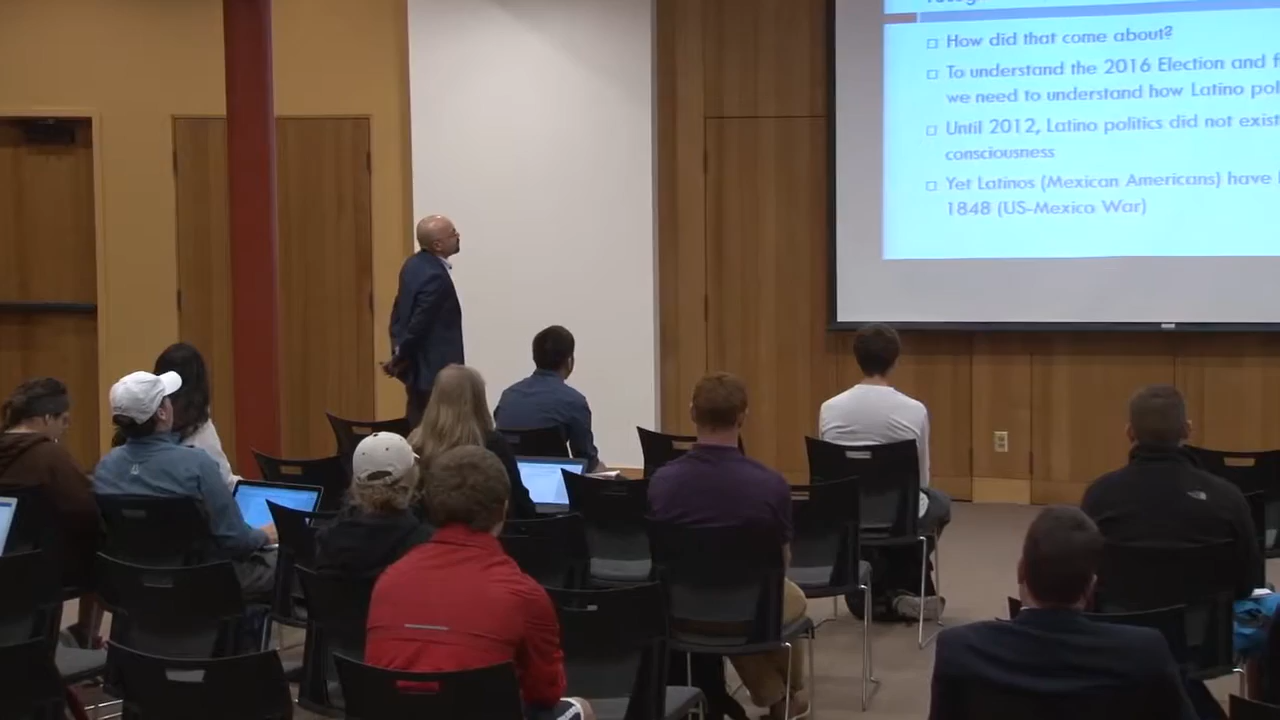 □ How did that come about?
□ To understand the 2016 Election and
we need to understand how Latino
□ Until 2012, Latino politics did not exist
consciousness
□ Yet Latinos (Mexican Americans) have
1848 (US-Mexico War)